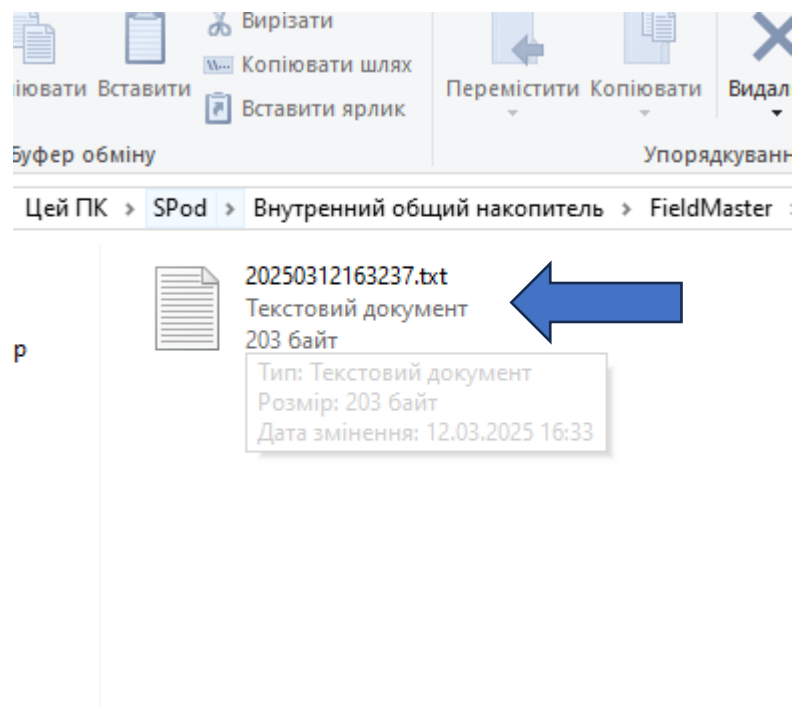 Вирізати
Копіювати шлях
іювати Вставити
Вставити ярлик
Перемістити Копіювати Видал
Буфер обміну
Упорядкуванн
Цей ПК > SPod > Внутренний общий накопитель > FieldMaster
20250312163237.txt
Текстовий документ
203 байт
р
Тип: Текстовий документ
Розмір: 203 байт
Дата змінення: 12.03.2025 16:33